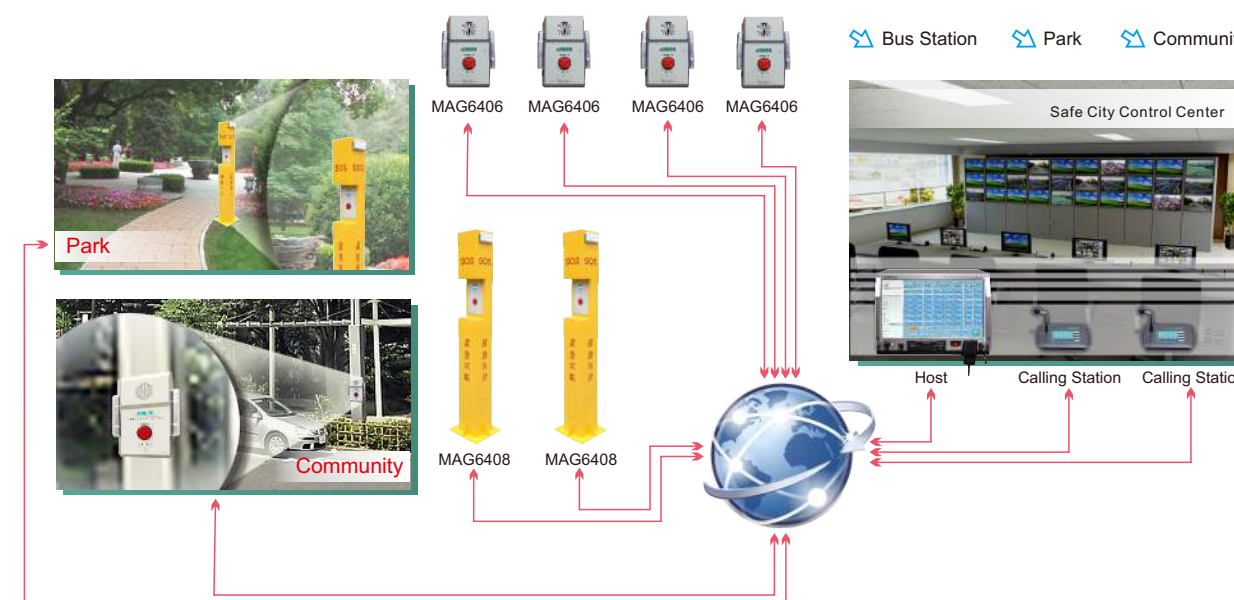 Bus Station
Park
Communit
MAG6406
MAG6406
MAG6406
MAG6406
Safe City Control Center
SOS SOS
Park
SOS SOS
SOS SOS
Community
MAG6408
MAG6408
Host
Calling Station
Calling Statio